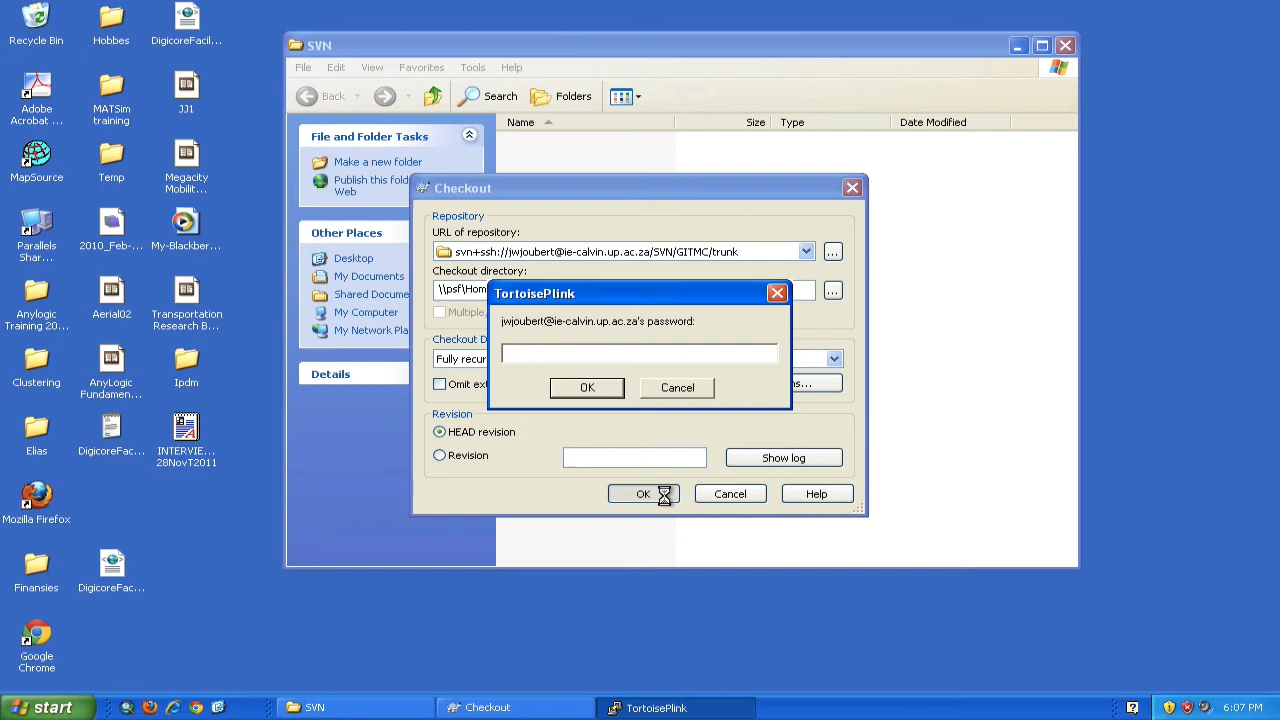 Recycle Bin
Hobbes
DigicoreFacil...
Adobe
Acrobat ...
MATSim
training
JJ1
MapSource
Temp
Megacity
Mobilit...
Parallels
Shar...
2010_Feb-...
My-Blackber...
Anylogic
Training 20...
Aerial02
Transportation
Research B...
Clustering
AnyLogic
Fundamen...
Ipdm
Elias
DigicoreFac...
INTERVIE...
28NovT2011
Mozilla Firefox
Finansies
DigicoreFac...
Google
Chrome
SVN
File Edit View Favorites Tools Help
Back Search Folders
Name Size Type Date Modified
File and Folder Tasks
Make a new folder
Publish this fold
Web
Other Places
Desktop
My Documents
Shared Docume
My Computer
My Network Pla
Details
Checkout
Repository
URL of repository:
svn+ssh://jwjoubert@ie-calvin.up.ac.za/SVN/GITMC/trunk
...
Checkout directory:
\\psf\Hom
...
Multiple,
Checkout D
Fully recur
Omit ext
ns...
Revision
HEAD revision
Revision
Show log
OK Cancel Help
TortoisePlink
jwjoubert@ie-calvin.up.ac.za's password:
OK Cancel
start
SVN
Checkout
TortoisePlink
6:07 PM